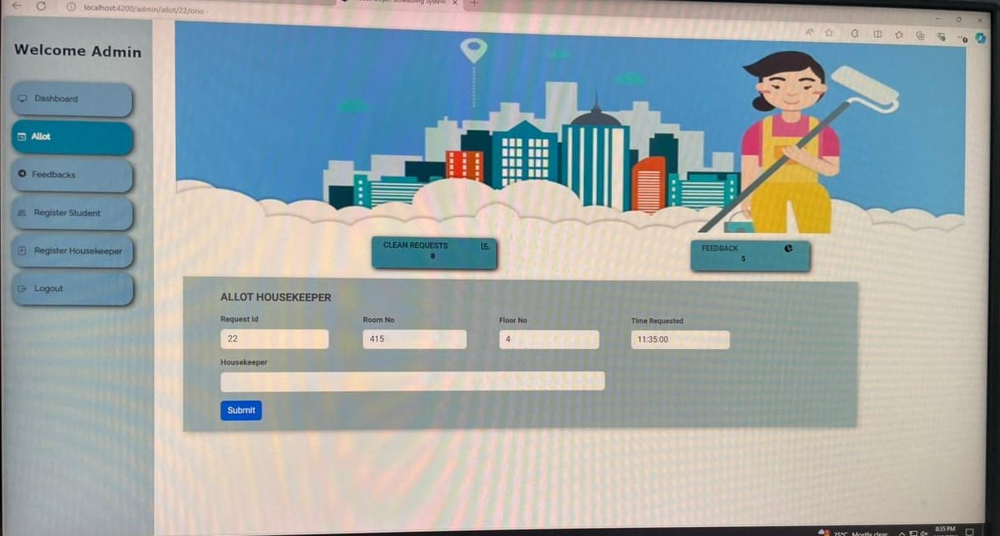 localhost:4200/admin/allot/22/orio
Scheduling System
Welcome Admin
Dashboard
Allot
Feedbacks
Register Student
Register Housekeeper
Logout
CLEAN REQUESTS
8
FEEDBACK
5
ALLOT HOUSEKEEPER
Request Id
Room No
Floor No
Time Requested
22
415
4
11:35:00
Housekeeper
Submit
25°C Mostly clear
8:35 PM